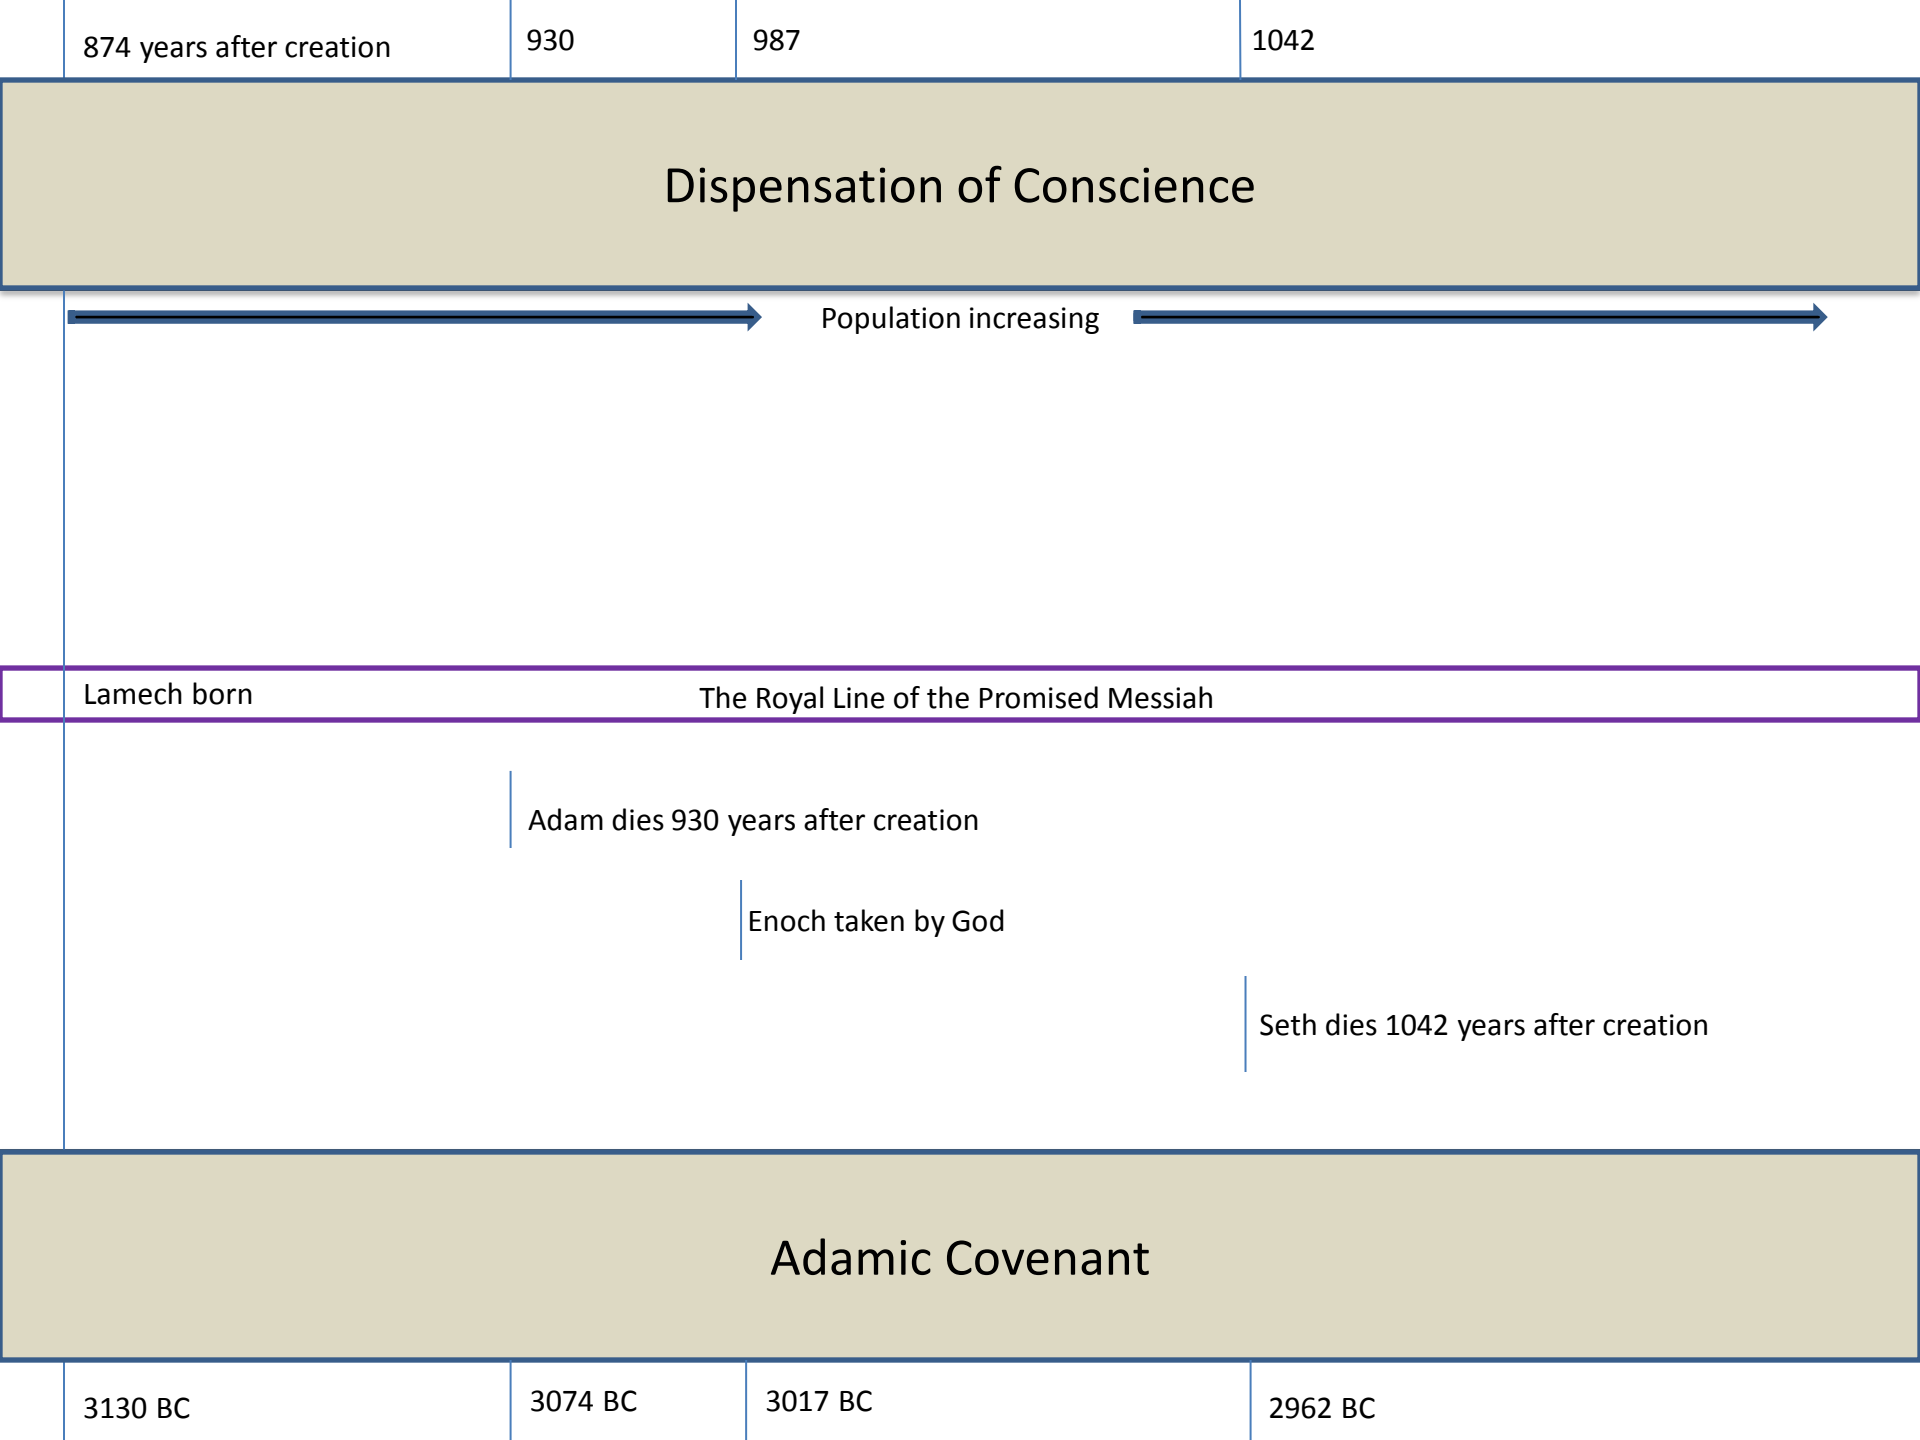 874 years after creation
930
987
1042
Dispensation of Conscience
Population increasing
Lamech born
The Royal Line of the Promised Messiah
Adam dies 930 years after creation
Enoch taken by God
Seth dies 1042 years after creation
Adamic Covenant
3130 BC
3074 BC
3017 BC
2962 BC